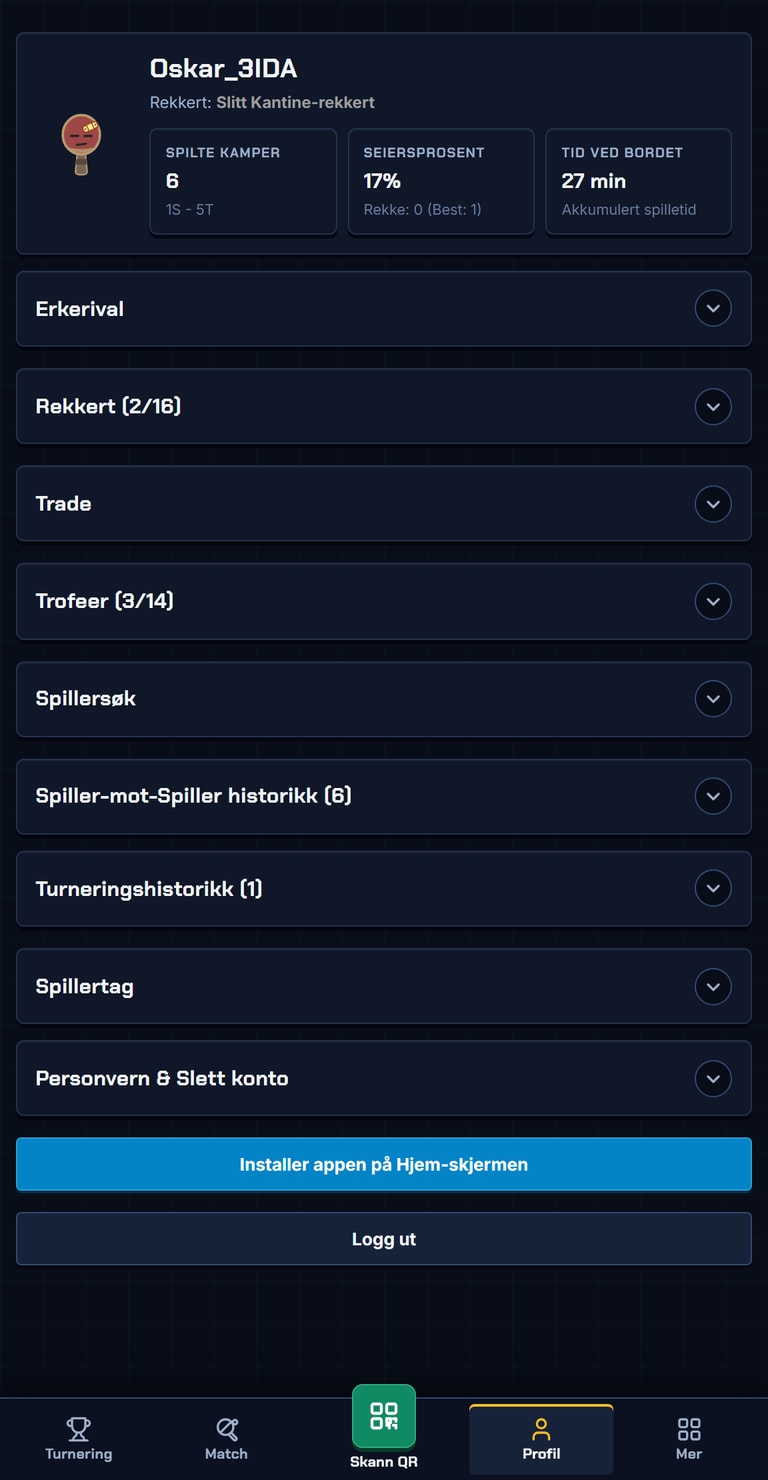 Oskar_3IDA
Rekkert: Slitt Kantine-rekkert
SPILTE KAMPER
6
1S - 5T
SEIERSPROSENT
17%
Rekke: 0 (Best: 1)
TID VED BORDET
27 min
Akkumulert spilletid
Erkerival
Rekkert (2/16)
Trade
Trofeer (3/14)
Spillersøk
Spiller-mot-Spiller historikk (6)
Turneringshistorikk (1)
Spillertag
Personvern & Slett konto
Installer appen på Hjem-skjermen
Logg ut
Turnering
Match
Skann QR
Profil
Mer